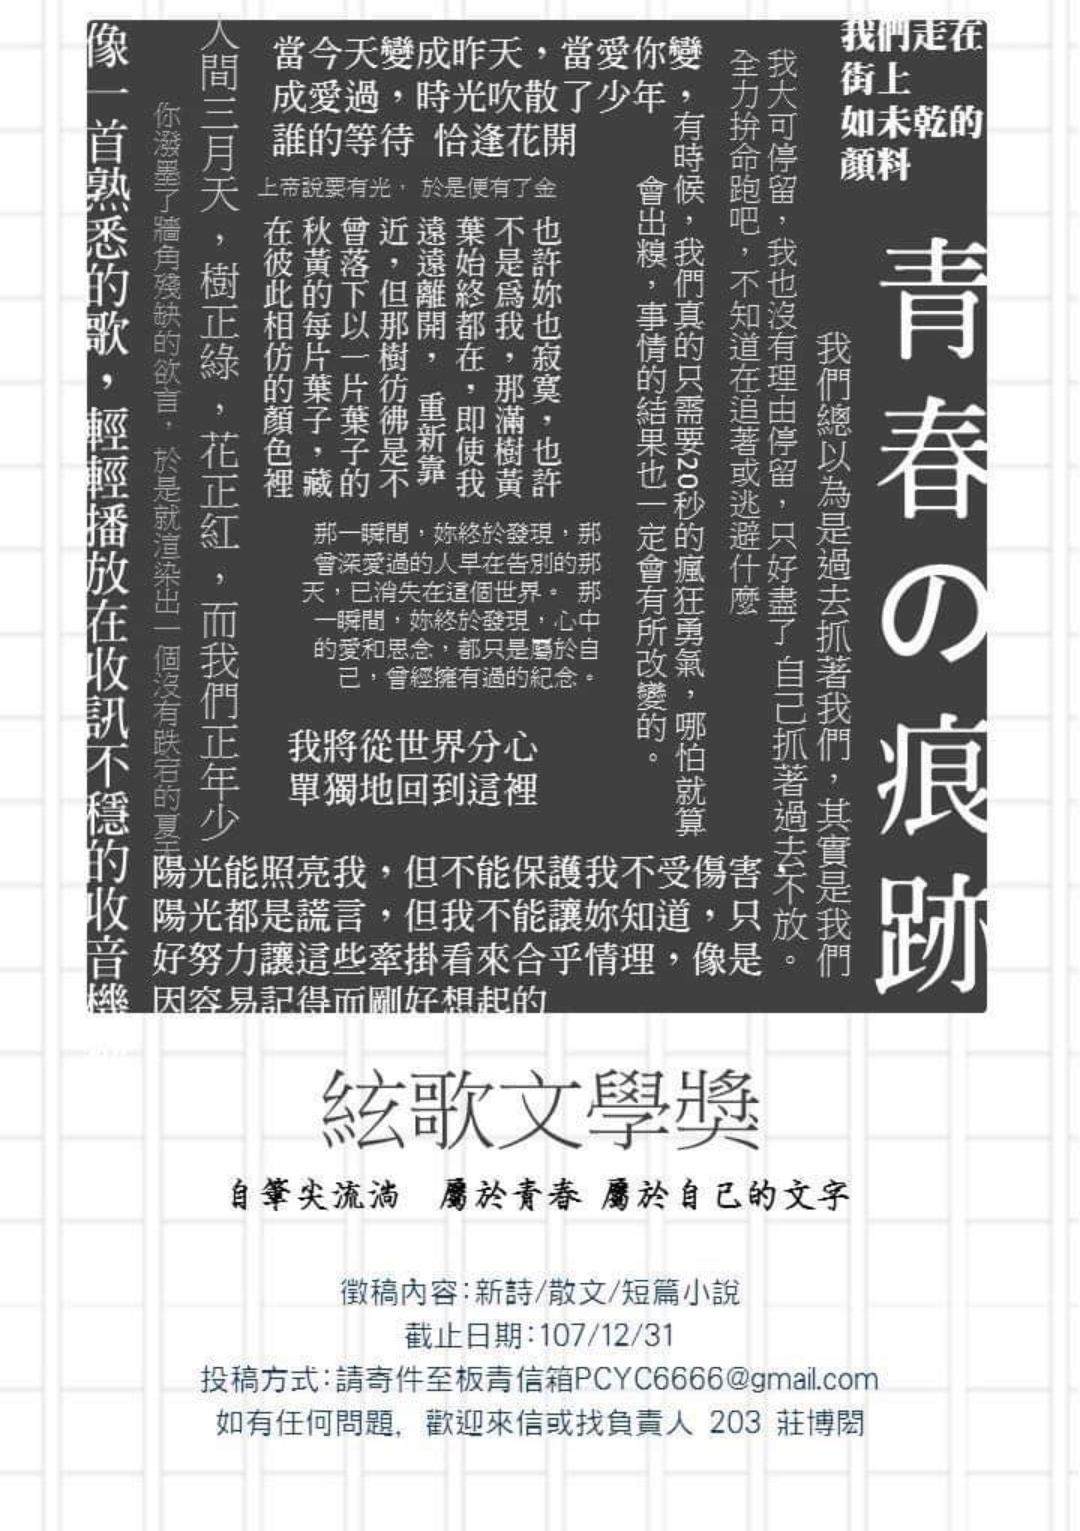 我們走在
街上
如未乾的
顏料
青春の痕跡
我們總以為是過去抓著我們，其實是我們
自己抓著過去不放。
我大可停留，我也沒有理由停留，只好盡了
全力拚命跑吧，不知道在追著或逃避什麼
有時候，我們真的只需要20秒的瘋狂勇氣，哪怕就算
會出糗，事情的結果也一定會有所改變的。
當今天變成昨天，當愛你變
成愛過，時光吹散了少年，
誰的等待 恰逢花開
上帝說要有光， 於是便有了金
也許妳也寂寞，也許
不是為我，那滿樹黃
葉始終都在，即使我
遠遠離開， 重新靠
近，但那樹彷彿是不
曾落下以一片葉子的
秋黃的每片葉子，藏
在彼此相仿的顏色裡
那一瞬間，妳終於發現，那
曾深愛過的人早在告別的那
天，已消失在這個世界。 那
一瞬間，妳終於發現，心中
的愛和思念，都只是屬於自
己，曾經擁有過的紀念。
我將從世界分心
單獨地回到這裡
人間三月天，樹正綠，花正紅，而我們正年少
你潑墨了牆角殘缺的欲言， 於是就渲染出一個沒有跌宕的夏天
像一首熟悉的歌，輕輕播放在收訊不穩的收音機
陽光能照亮我，但不能保護我不受傷害
陽光都是謊言，但我不能讓妳知道，只
好努力讓這些牽掛看來合乎情理，像是
因容易記得而剛好想起的
絃歌文學獎
自筆尖流淌 屬於青春 屬於自己的文字
徵稿內容:新詩/散文/短篇小說
截止日期:107/12/31
投稿方式:請寄件至板青信箱PCYC6666@gmail.com
如有任何問題, 歡迎來信或找負責人 203 莊博閎